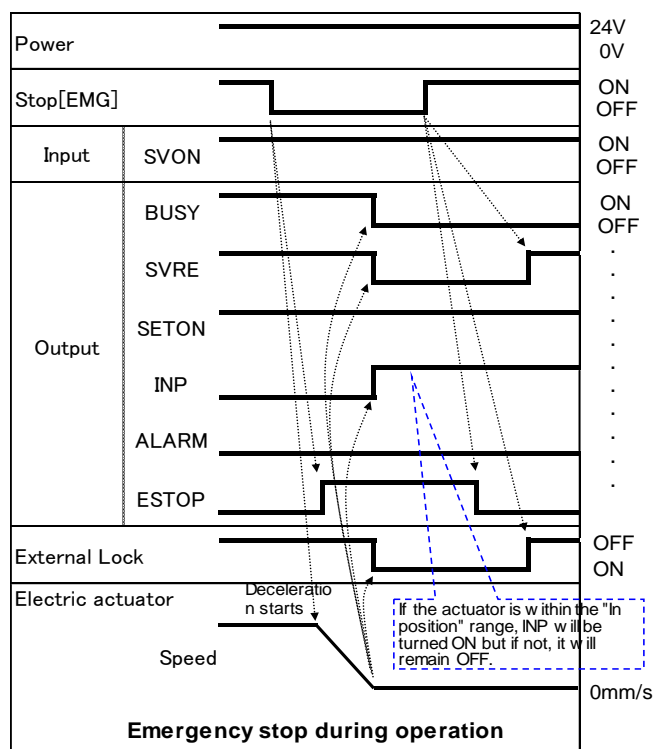 Power
24V
0V
Stop[EMG]
ON
OFF
Input
SVON
ON
OFF
Output
BUSY
ON
OFF
SVRE
SETON
INP
ALARM
ESTOP
External Lock
OFF
ON
Electric actuator
Deceleratio
n starts
If the actuator is within the "In
position" range, INP will be
turned ON but if not, it will
remain OFF.
Speed
0mm/s
Emergency stop during operation